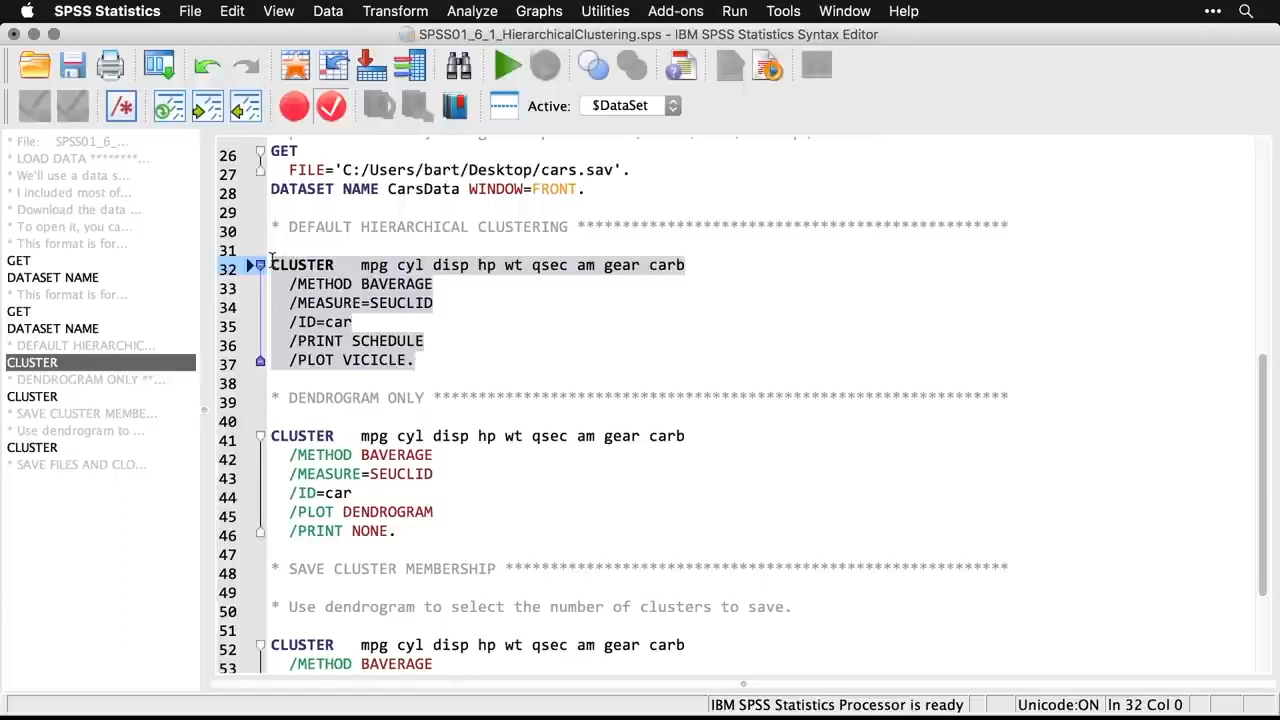 SPSS Statistics File Edit View Data Transform Analyze Graphs Utilities Add-ons Run Tools Window Help
SPSS01_6_1_HierarchicalClustering.sps - IBM SPSS Statistics Syntax Editor
Active: $DataSet
* File: SPSS01_6_...
* LOAD DATA ********...
* We'll use a data s...
* I included most of...
* Download the data ...
* To open it, you ca...
* This format is for...
GET
DATASET NAME
* This format is for...
GET
DATASET NAME
* DEFAULT HIERARCHIC...
CLUSTER
* DENDROGRAM ONLY **...
CLUSTER
* SAVE CLUSTER MEMBE...
* Use dendrogram to ...
CLUSTER
* SAVE FILES AND CLO...
26 GET
27 FILE='C:/Users/bart/Desktop/cars.sav'.
28 DATASET NAME CarsData WINDOW=FRONT.
29
30 * DEFAULT HIERARCHICAL CLUSTERING ************************************************
31
32 CLUSTER mpg cyl disp hp wt qsec am gear carb
33 /METHOD BAVERAGE
34 /MEASURE=SEUCLID
35 /ID=car
36 /PRINT SCHEDULE
37 /PLOT VICICLE.
38
39 * DENDROGRAM ONLY ****************************************************************
40
41 CLUSTER mpg cyl disp hp wt qsec am gear carb
42 /METHOD BAVERAGE
43 /MEASURE=SEUCLID
44 /ID=car
45 /PLOT DENDROGRAM
46 /PRINT NONE.
47
48 * SAVE CLUSTER MEMBERSHIP ********************************************************
49
50 * Use dendrogram to select the number of clusters to save.
51
52 CLUSTER mpg cyl disp hp wt qsec am gear carb
53 /METHOD BAVERAGE
IBM SPSS Statistics Processor is ready Unicode:ON In 32 Col 0